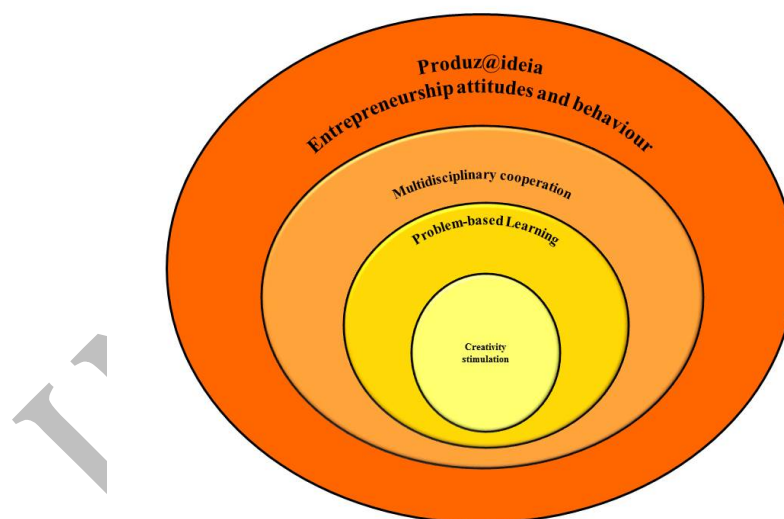 Produz@ideia
Entrepreneurship attitudes and behaviour
Multidisciplinary cooperation
Problem-based Learning
Creativity
stimulation